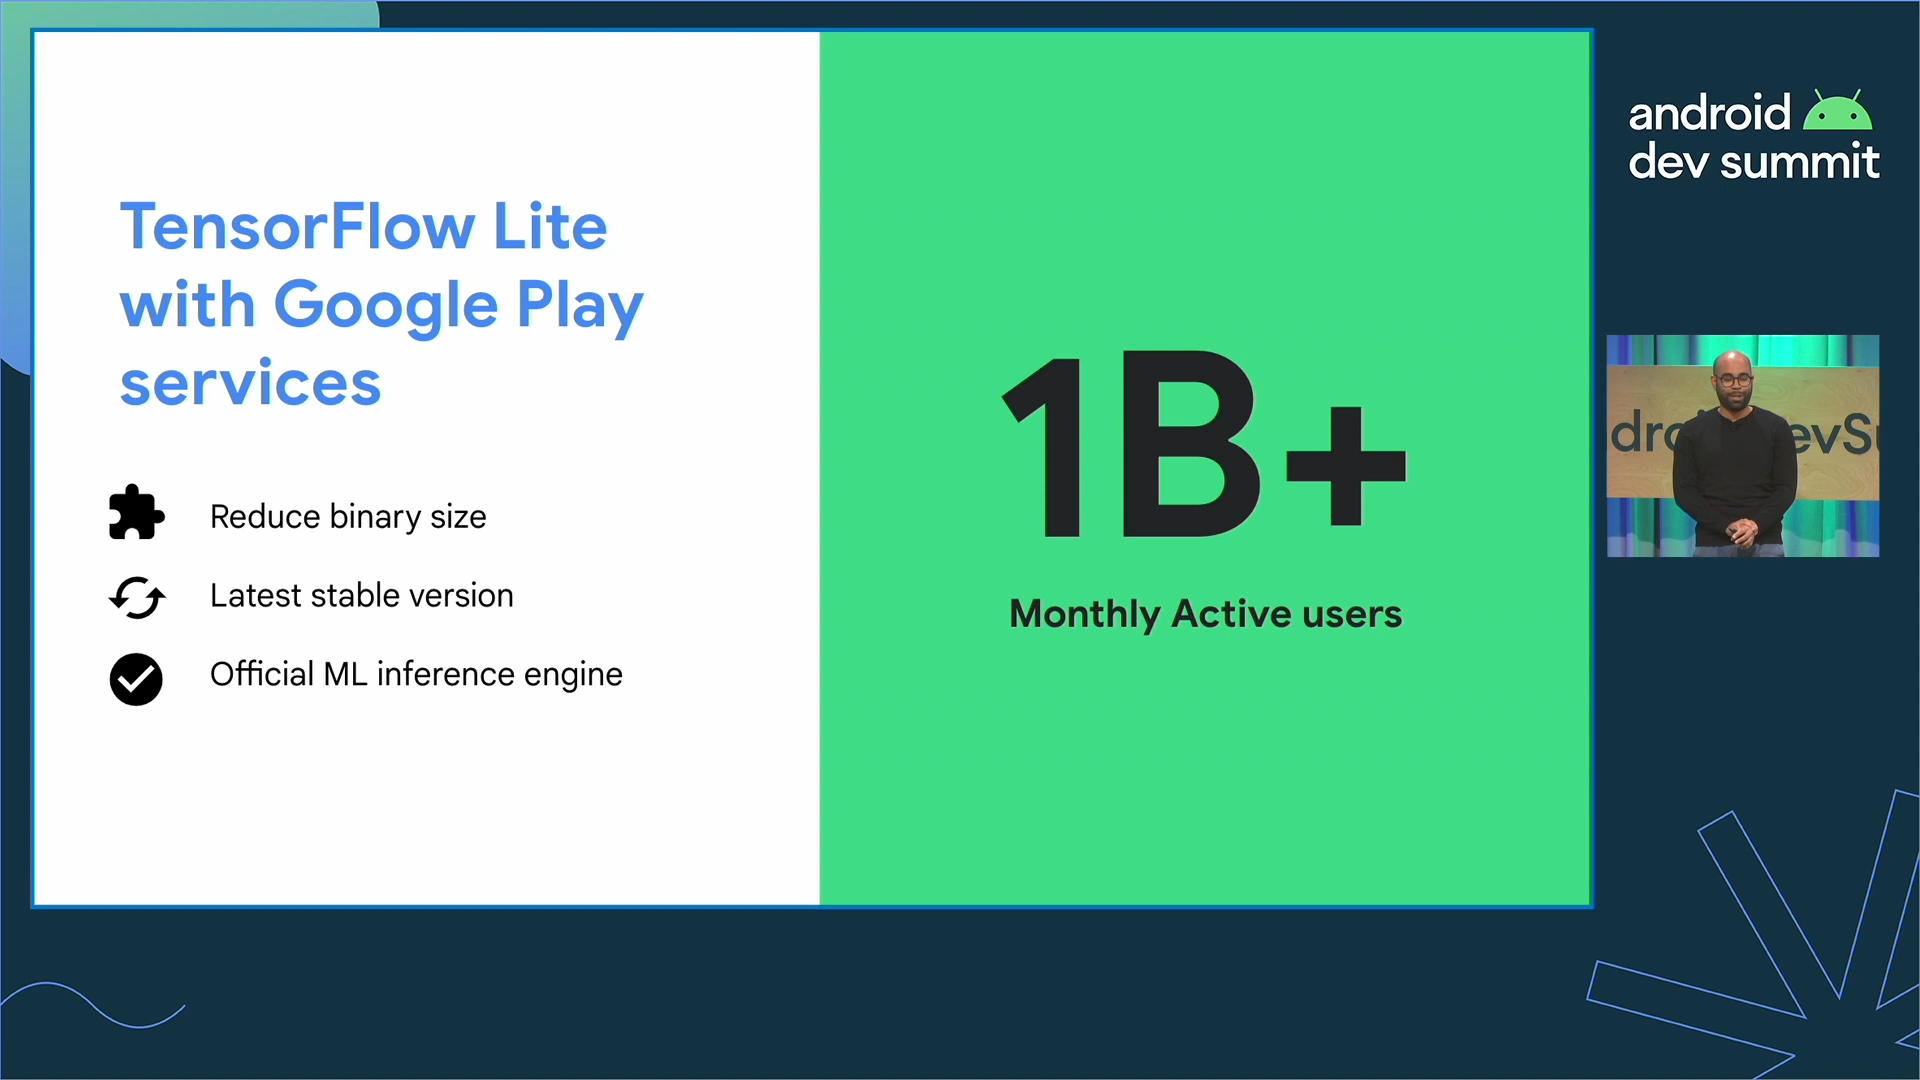 TensorFlow Lite
with Google Play
services
Reduce binary size
Latest stable version
Official ML inference engine
1B+
Monthly Active users
android
dev summit